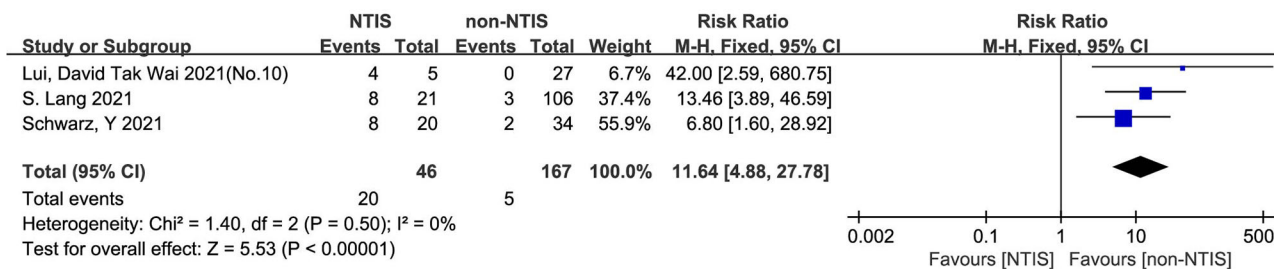 NTIS non-NTIS Risk Ratio Risk Ratio
Study or Subgroup Events Total Events Total Weight M-H, Fixed, 95% CI M-H, Fixed, 95% CI
Lui, David Tak Wai 2021(No.10) 4 5 0 27 6.7% 42.00 [2.59, 680.75]
S. Lang 2021 8 21 3 106 37.4% 13.46 [3.89, 46.59]
Schwarz, Y 2021 8 20 2 34 55.9% 6.80 [1.60, 28.92]
Total (95% CI) 46 167 100.0% 11.64 [4.88, 27.78]
Total events 20 5
Heterogeneity: Chi² = 1.40, df = 2 (P = 0.50); I² = 0%
Test for overall effect: Z = 5.53 (P < 0.00001)
0.002 0.1 1 10 500
Favours [NTIS] Favours [non-NTIS]